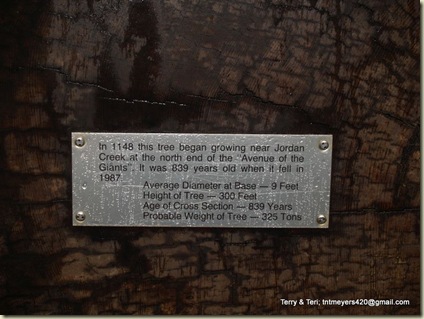 In 1148 this tree began growing near Jordan
Creek at the north end of the "Avenue of the
Giants". It was 839 years old when it fell in
1987.
Average Diameter at Base — 9 Feet
Height of Tree — 300 Feet
Age of Cross Section — 839 Years
Probable Weight of Tree — 325 Tons
Terry & Teri; tntmeyers420@gmail.com